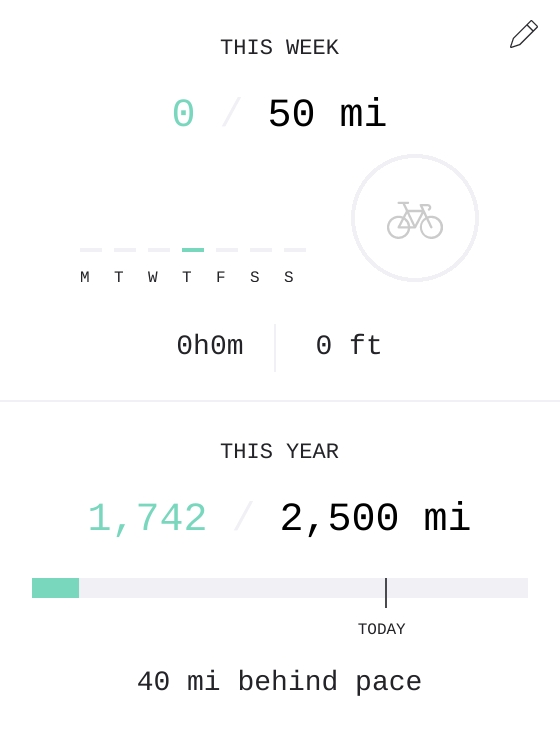 THIS WEEK
0 / 50 mi
M T W T F S S
0h0m 0 ft
THIS YEAR
1,742 / 2,500 mi
TODAY
40 mi behind pace